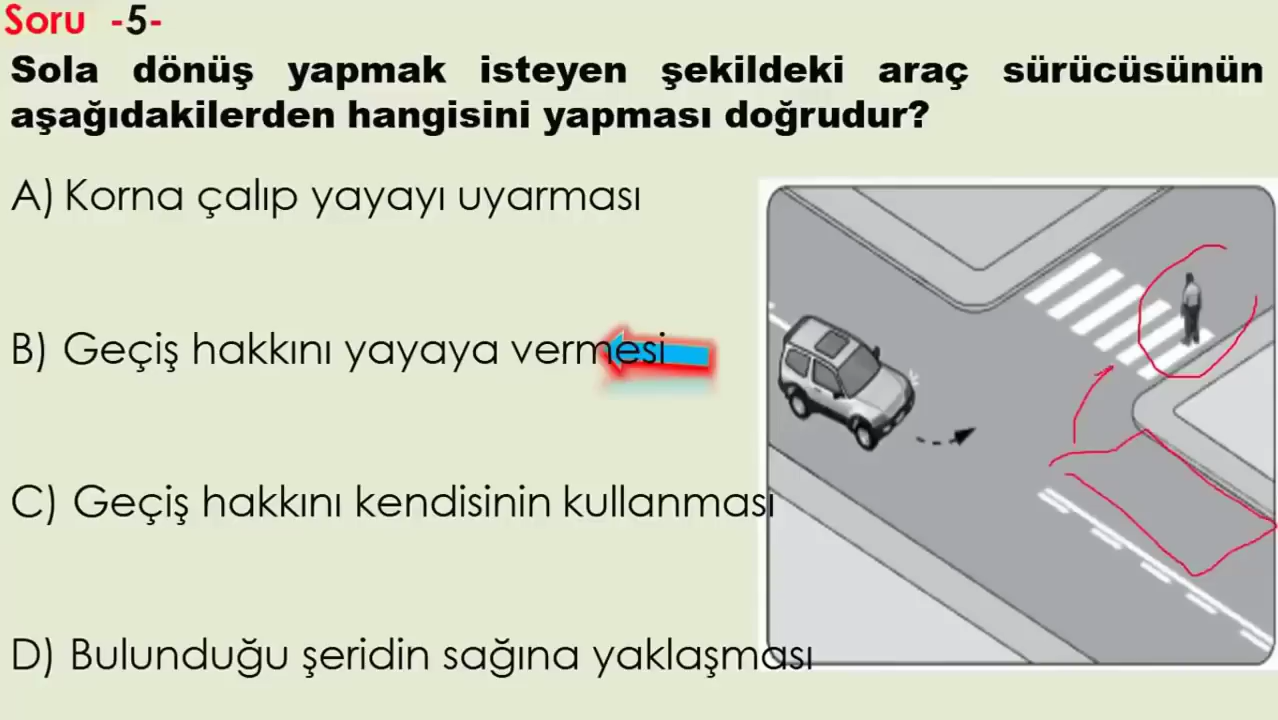 Soru -5-
Sola dönüş yapmak isteyen şekildeki araç sürücüsünün
aşağıdakilerden hangisini yapması doğrudur?
A) Korna çalıp yayayı uyarması
B) Geçiş hakkını yayaya vermesi
C) Geçiş hakkını kendisinin kullanması
D) Bulunduğu şeridin sağına yaklaşması